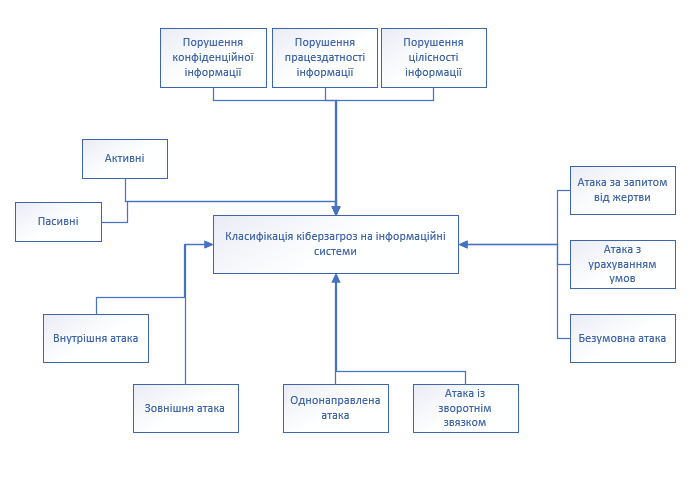 Порушення
конфіденційної
інформації
Порушення
працездатності
інформації
Порушення
цілісності
інформації
Активні
Пасивні
Атака за запитом
від жертви
Класифікація кіберзагроз на інформаційні
системи
Атака з
урахуванням
умов
Внутрішня атака
Безумовна атака
Зовнішня атака
Однонаправлена
атака
Атака із
зворотнім
звязком